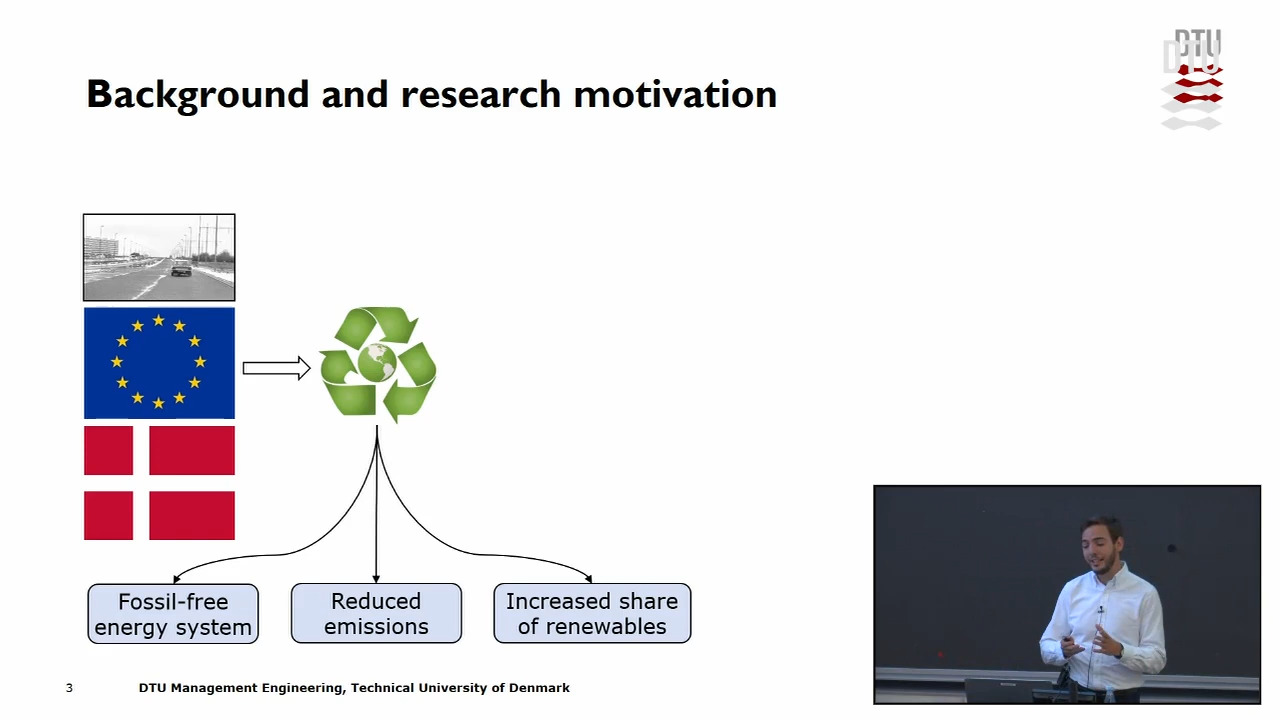 DTU
DTU
Background and research motivation
Fossil-free
energy system
Reduced
emissions
Increased share
of renewables
3
DTU Management Engineering, Technical University of Denmark